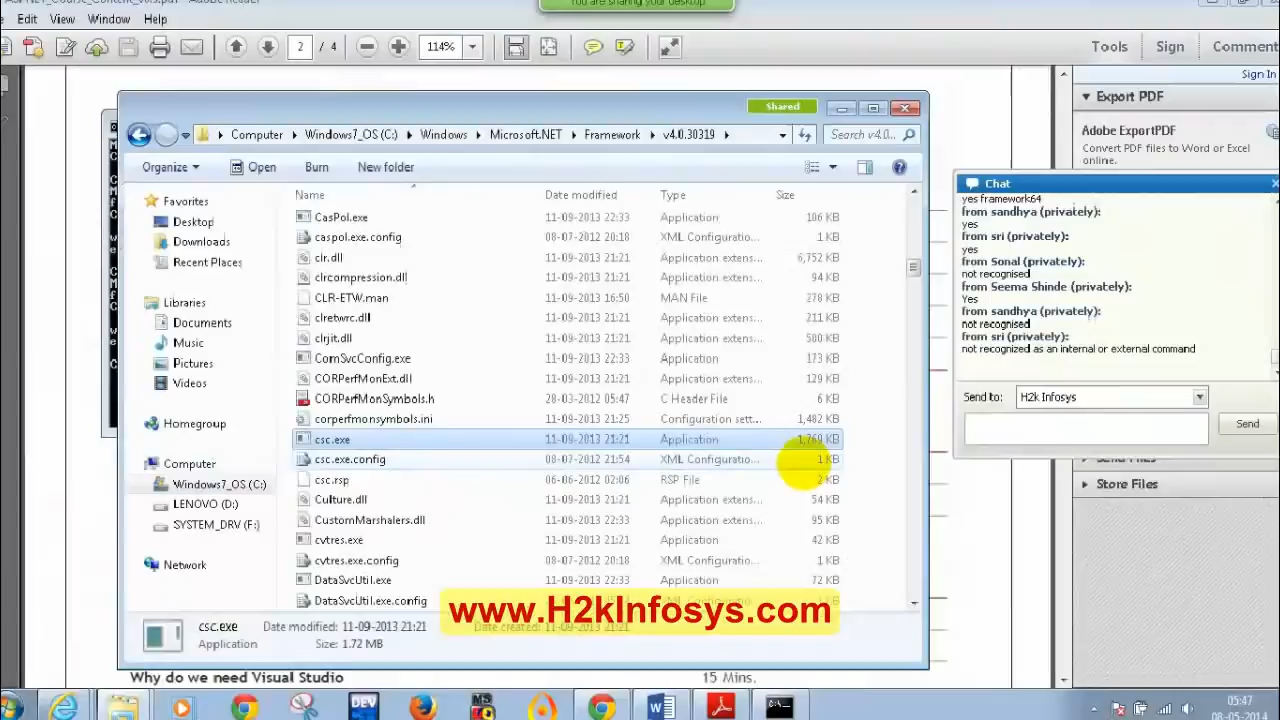 You are sharing your desktop
Edit View Window Help
2 / 4 114% Tools Sign Comment
Sign In
Export PDF
Adobe ExportPDF
Convert PDF files to Word or Excel
online.
Shared
Computer Windows7_OS (C:) Windows Microsoft.NET Framework v4.0.30319 Search v4.0...
Organize Open Burn New folder
Name Date modified Type Size
Favorites
Desktop
Downloads
Recent Places
Libraries
Documents
Music
Pictures
Videos
Homegroup
Computer
Windows7_OS (C:)
LENOVO (D:)
SYSTEM_DRV (F:)
Network
CasPol.exe 11-09-2013 22:33 Application 106 KB
caspol.exe.config 08-07-2012 20:18 XML Configuratio... 1 KB
clr.dll 11-09-2013 21:21 Application extens... 6,752 KB
clrcompression.dll 11-09-2013 21:21 Application extens... 94 KB
CLR-ETW.man 11-09-2013 16:50 MAN File 278 KB
clretwrc.dll 11-09-2013 21:21 Application extens... 211 KB
clrjit.dll 11-09-2013 21:21 Application extens... 500 KB
ComSvcConfig.exe 11-09-2013 22:33 Application 173 KB
CORPerfMonExt.dll 11-09-2013 21:21 Application extens... 129 KB
CORPerfMonSymbols.h 28-03-2012 05:47 C Header File 6 KB
corperfmonsymbols.ini 11-09-2013 21:25 Configuration sett... 1,482 KB
csc.exe 11-09-2013 21:21 Application 1,769 KB
csc.exe.config 08-07-2012 21:54 XML Configuratio... 1 KB
csc.rsp 06-06-2012 02:06 RSP File 2 KB
Culture.dll 11-09-2013 21:21 Application extens... 54 KB
CustomMarshalers.dll 11-09-2013 22:33 Application extens... 95 KB
cvtres.exe 11-09-2013 21:21 Application 42 KB
cvtres.exe.config 08-07-2012 20:18 XML Configuratio... 1 KB
DataSvcUtil.exe 11-09-2013 22:33 Application 72 KB
DataSvcUtil.exe.config
csc.exe Date modified: 11-09-2013 21:21 Date created: 11-09-2013 21:21
Application Size: 1.72 MB
www.H2kInfosys.com
Chat
yes framework64
from sandhya (privately):
yes
from sri (privately):
yes
from Sonal (privately):
not recognised
from Seema Shinde (privately):
Yes
from sandhya (privately):
not recognised
from sri (privately):
not recognized as an internal or external command
Send to: H2k Infosys
Send
Store Files
Why do we need Visual Studio 15 Mins.
DEV
MS
05:47
08-05-2014